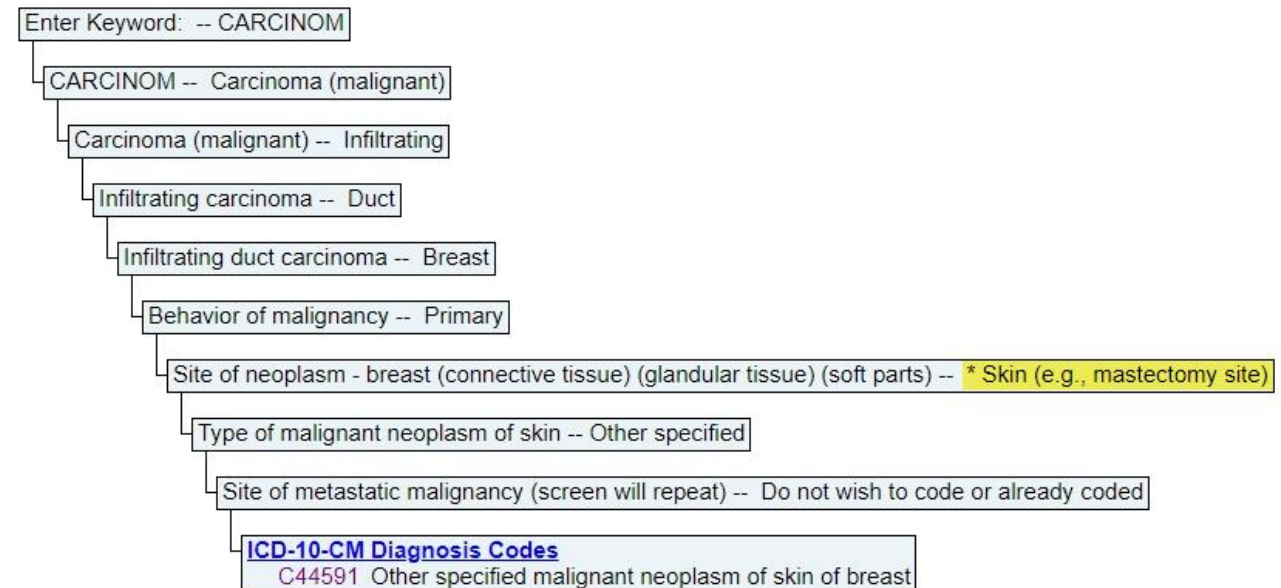 Enter Keyword:  -- CARCINOM
CARCINOM --  Carcinoma (malignant)
Carcinoma (malignant) --  Infiltrating
Infiltrating carcinoma --  Duct
Infiltrating duct carcinoma --  Breast
Behavior of malignancy --  Primary
Site of neoplasm - breast (connective tissue) (glandular tissue) (soft parts) --  * Skin (e.g., mastectomy site)
Type of malignant neoplasm of skin -- Other specified
Site of metastatic malignancy (screen will repeat) --  Do not wish to code or already coded
ICD-10-CM Diagnosis Codes
C44591  Other specified malignant neoplasm of skin of breast